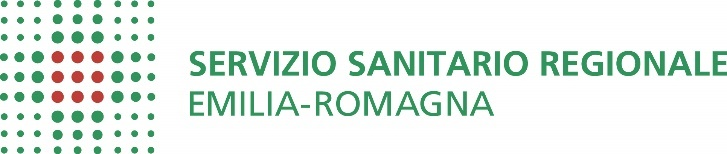 SERVIZIO SANITARIO REGIONALE
EMILIA-ROMAGNA